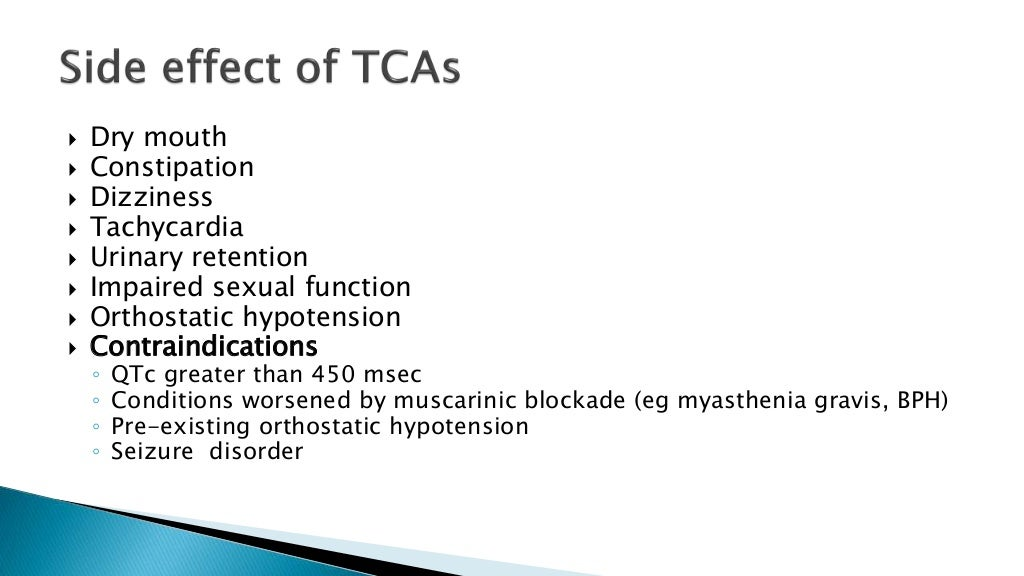 Side effect of TCAs
Dry mouth
Constipation
Dizziness
Tachycardia
Urinary retention
Impaired sexual function
Orthostatic hypotension
Contraindications
QTc greater than 450 msec
Conditions worsened by muscarinic blockade (eg myasthenia gravis, BPH)
Pre-existing orthostatic hypotension
Seizure  disorder